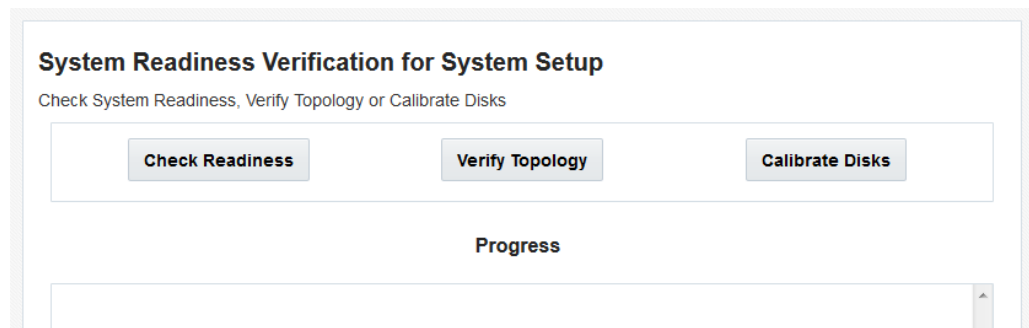 System Readiness Verification for System Setup
Check System Readiness, Verify Topology or Calibrate Disks
Check Readiness
Verify Topology
Calibrate Disks
Progress